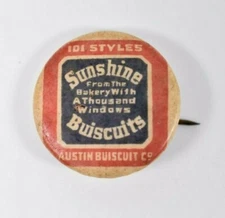 101 STYLES
Sunshine
From The
Bakery With
A Thousand
Windows
Buiscuits
AUSTIN BUISCUIT CO